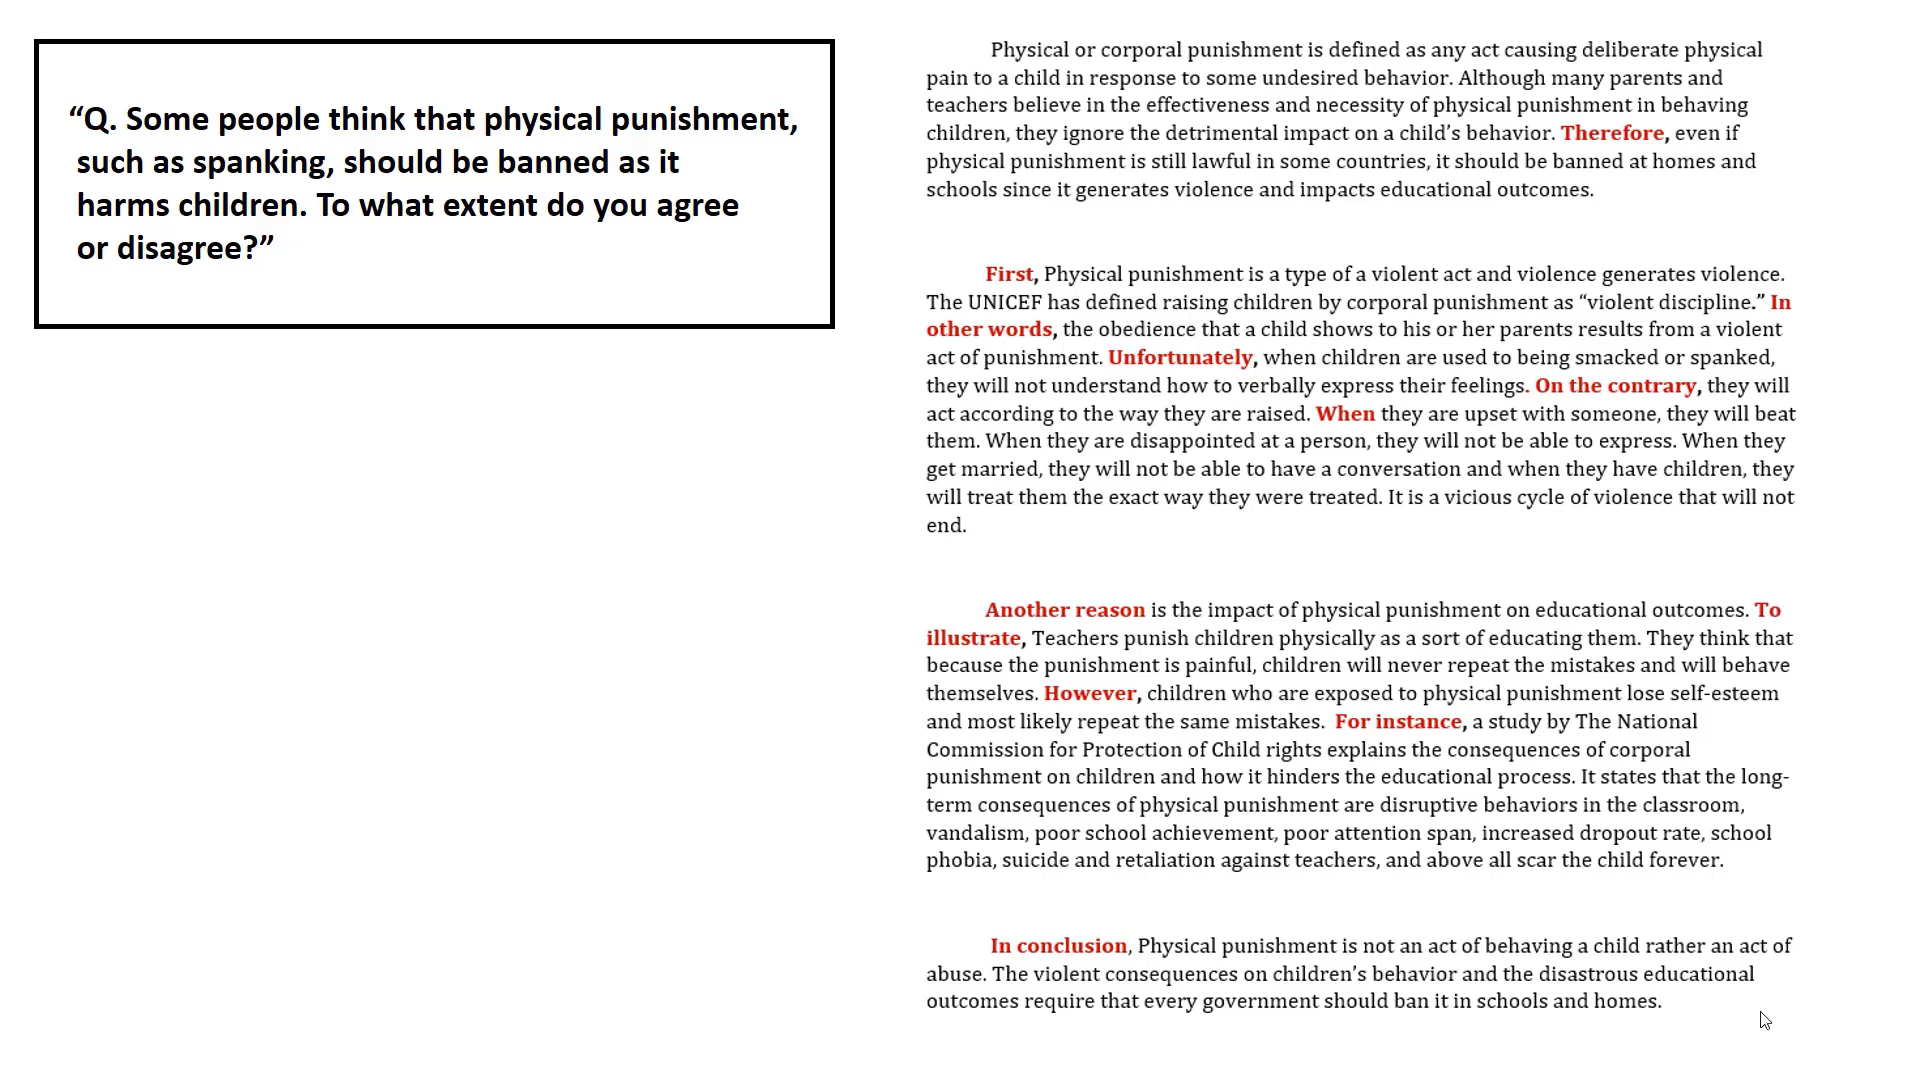 “Q. Some people think that physical punishment,
such as spanking, should be banned as it
harms children. To what extent do you agree
or disagree?”
Physical or corporal punishment is defined as any act causing deliberate physical
pain to a child in response to some undesired behavior. Although many parents and
teachers believe in the effectiveness and necessity of physical punishment in behaving
children, they ignore the detrimental impact on a child’s behavior. Therefore, even if
physical punishment is still lawful in some countries, it should be banned at homes and
schools since it generates violence and impacts educational outcomes.
First, Physical punishment is a type of a violent act and violence generates violence.
The UNICEF has defined raising children by corporal punishment as “violent discipline.” In
other words, the obedience that a child shows to his or her parents results from a violent
act of punishment. Unfortunately, when children are used to being smacked or spanked,
they will not understand how to verbally express their feelings. On the contrary, they will
act according to the way they are raised. When they are upset with someone, they will beat
them. When they are disappointed at a person, they will not be able to express. When they
get married, they will not be able to have a conversation and when they have children, they
will treat them the exact way they were treated. It is a vicious cycle of violence that will not
end.
Another reason is the impact of physical punishment on educational outcomes. To
illustrate, Teachers punish children physically as a sort of educating them. They think that
because the punishment is painful, children will never repeat the mistakes and will behave
themselves. However, children who are exposed to physical punishment lose self-esteem
and most likely repeat the same mistakes.  For instance, a study by The National
Commission for Protection of Child rights explains the consequences of corporal
punishment on children and how it hinders the educational process. It states that the long-
term consequences of physical punishment are disruptive behaviors in the classroom,
vandalism, poor school achievement, poor attention span, increased dropout rate, school
phobia, suicide and retaliation against teachers, and above all scar the child forever.
In conclusion, Physical punishment is not an act of behaving a child rather an act of
abuse. The violent consequences on children’s behavior and the disastrous educational
outcomes require that every government should ban it in schools and homes.